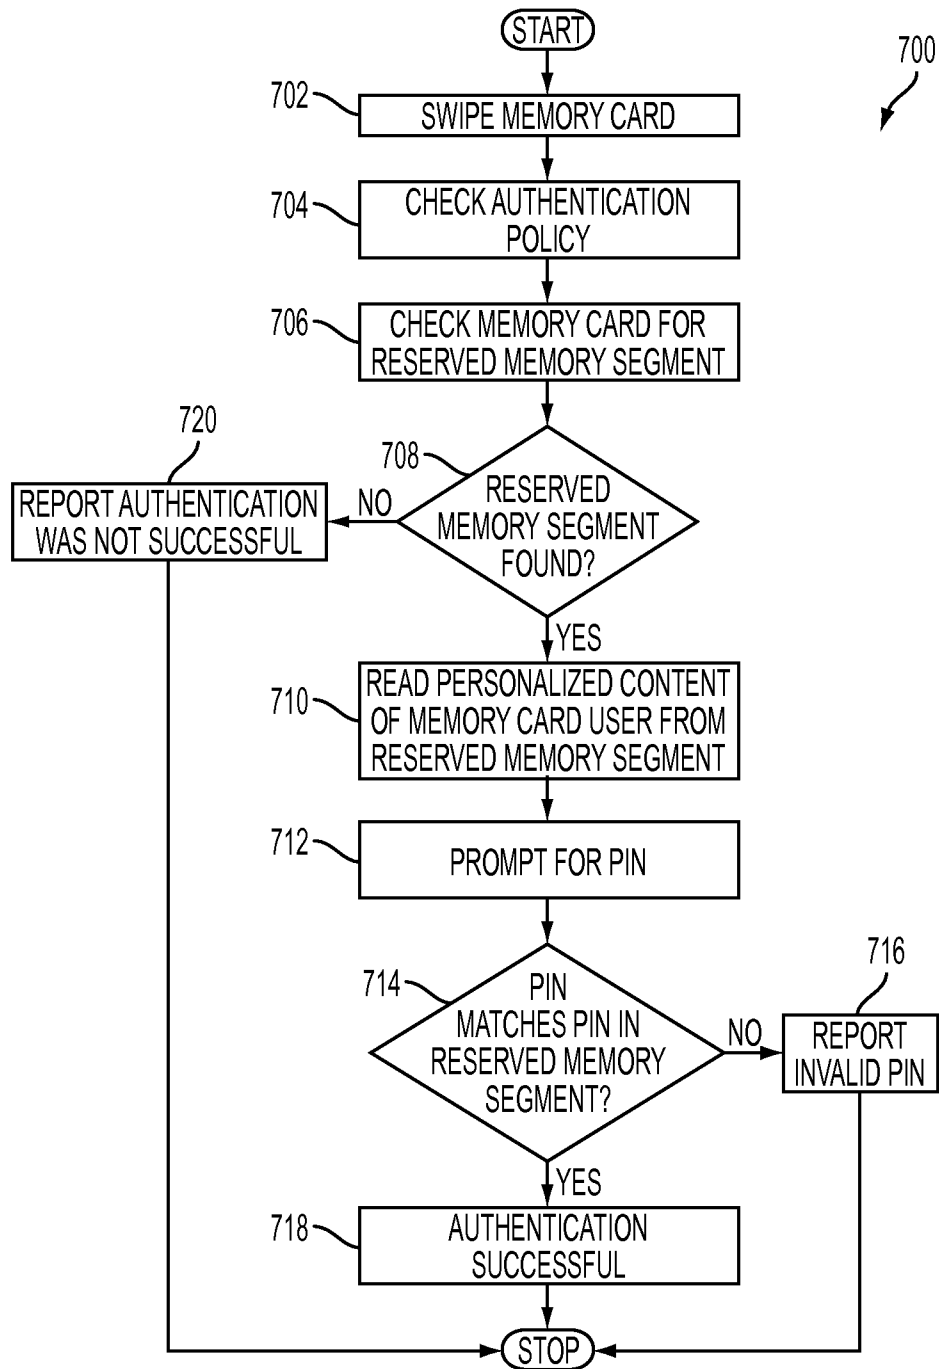 START
700
702
SWIPE MEMORY CARD
704
CHECK AUTHENTICATION
POLICY
706
CHECK MEMORY CARD FOR
RESERVED MEMORY SEGMENT
720
708
REPORT AUTHENTICATION
WAS NOT SUCCESSFUL
NO
RESERVED
MEMORY SEGMENT
FOUND?
YES
710
READ PERSONALIZED CONTENT
OF MEMORY CARD USER FROM
RESERVED MEMORY SEGMENT
712
PROMPT FOR PIN
714
PIN
MATCHES PIN IN
RESERVED MEMORY
SEGMENT?
NO
716
REPORT
INVALID PIN
YES
718
AUTHENTICATION
SUCCESSFUL
STOP